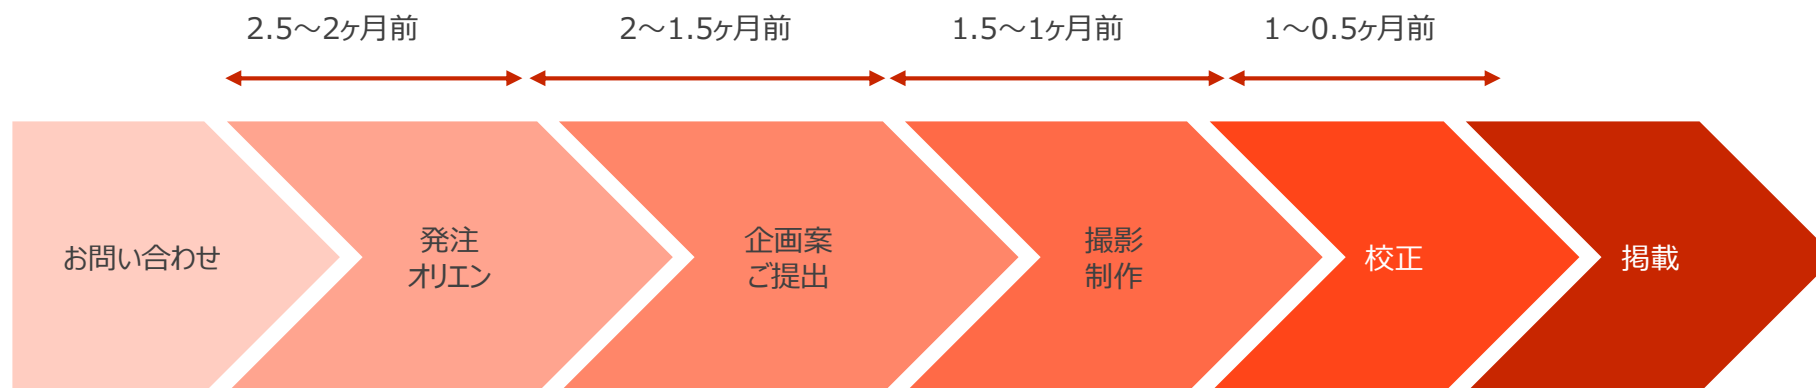 2.5～2ヶ月前
2～1.5ヶ月前
1.5～1ヶ月前
1～0.5ヶ月前
お問い合わせ
発注
オリエン
企画案
ご提出
撮影
制作
校正
掲載